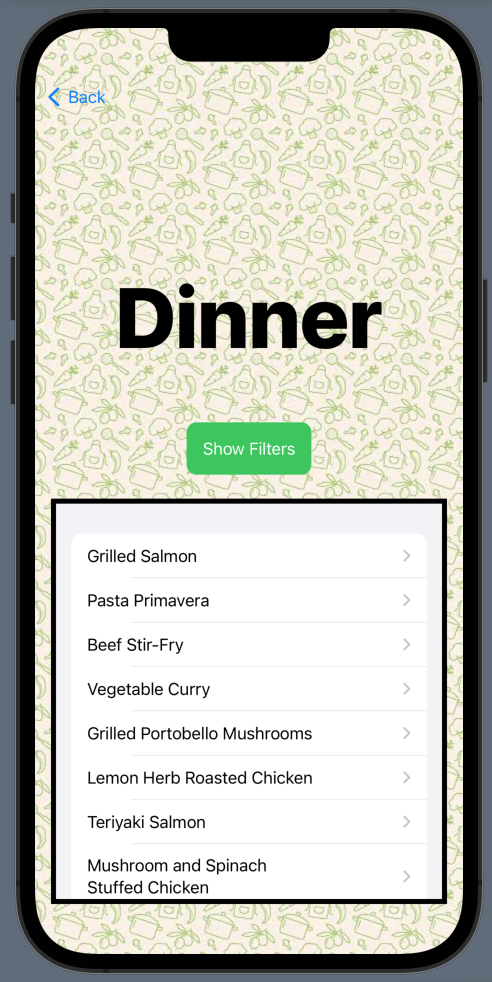 Back
Dinner
Show Filters
Grilled Salmon
Pasta Primavera
Beef Stir-Fry
Vegetable Curry
Grilled Portobello Mushrooms
Lemon Herb Roasted Chicken
Teriyaki Salmon
Mushroom and Spinach
Stuffed Chicken